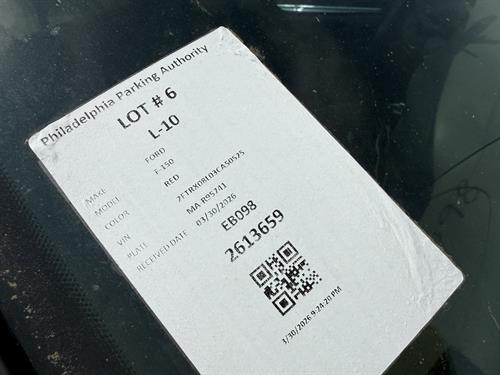 Philadelphia Parking Authority
LOT # 6
L-10
MAKE FORD
MODEL F-150
COLOR RED
VIN 2FTRX08L03CA50525
PLATE MA R95741
RECEIVED DATE 03/30/2026
EB098
2613659
3/30/2026 9:24:20 PM